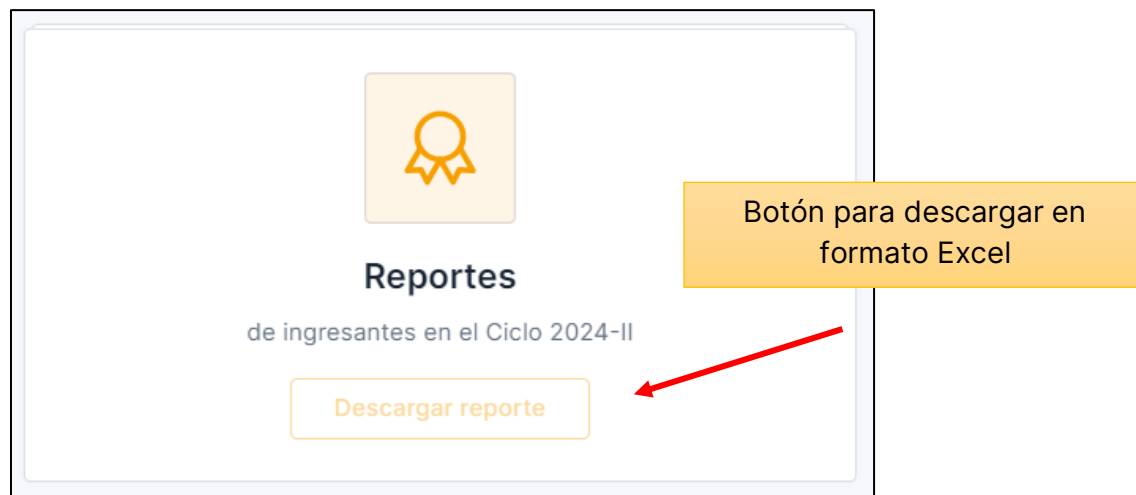 Botón para descargar en
formato Excel
Reportes
de ingresantes en el Ciclo 2024-II
Descargar reporte